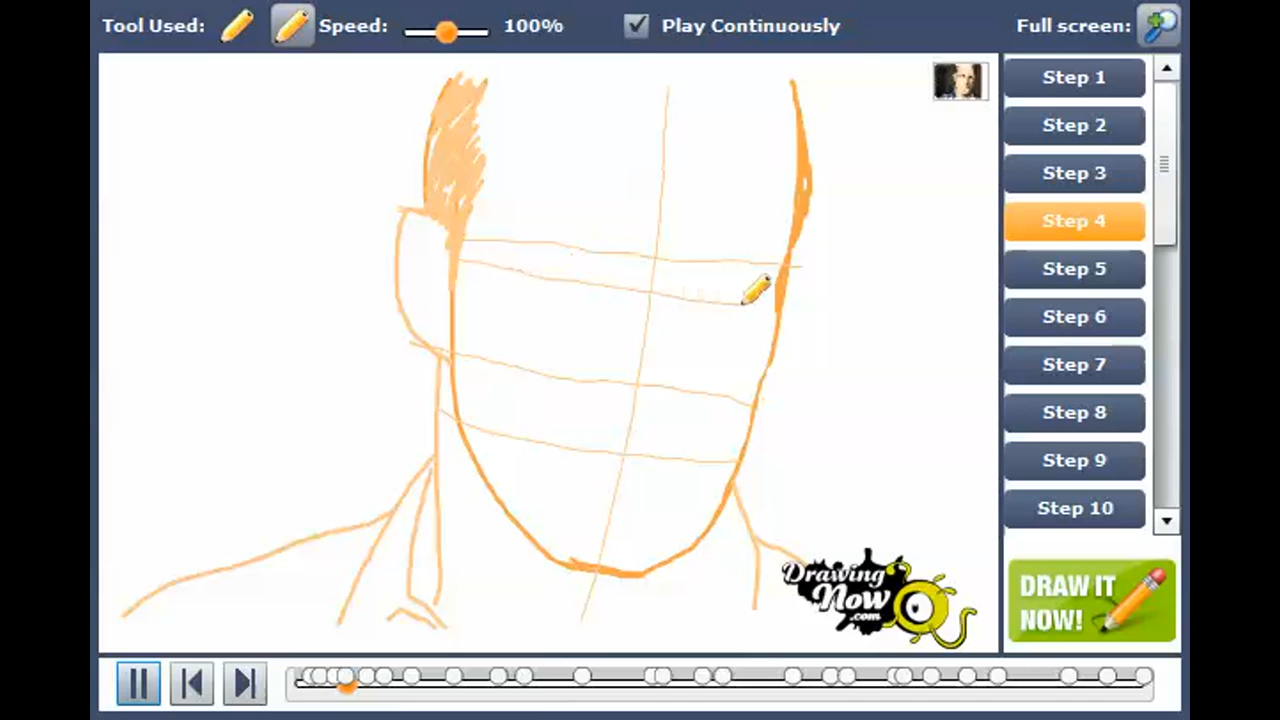 Tool Used: Speed: 100% Play Continuously Full screen:
Step 1
Step 2
Step 3
Step 4
Step 5
Step 6
Step 7
Step 8
Step 9
Step 10
Drawing
Now
.com
DRAW IT
NOW!